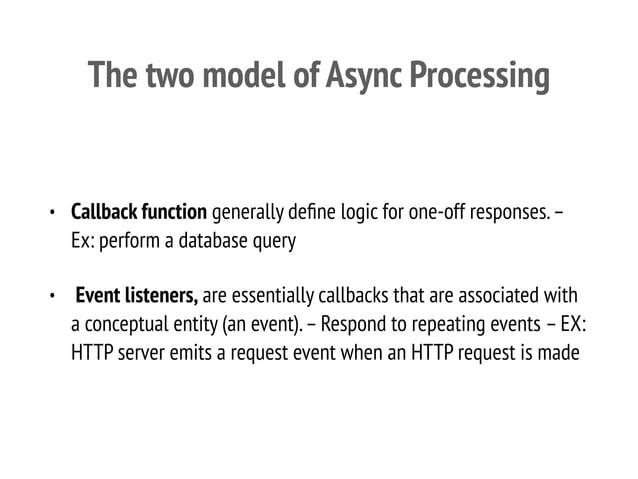 The two model of Async Processing
• Callback function generally define logic for one-off responses. –
Ex: perform a database query
• Event listeners, are essentially callbacks that are associated with
a conceptual entity (an event). – Respond to repeating events – EX:
HTTP server emits a request event when an HTTP request is made